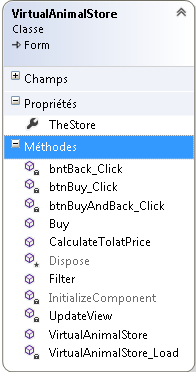 VirtualAnimalStore
Classe
Form
Champs
Propriétés
TheStore
Méthodes
bntBack_Click
btnBuy_Click
btnBuyAndBack_Click
Buy
CalculateTolatPrice
Dispose
Filter
InitializeComponent
UpdateView
VirtualAnimalStore
VirtualAnimalStore_Load